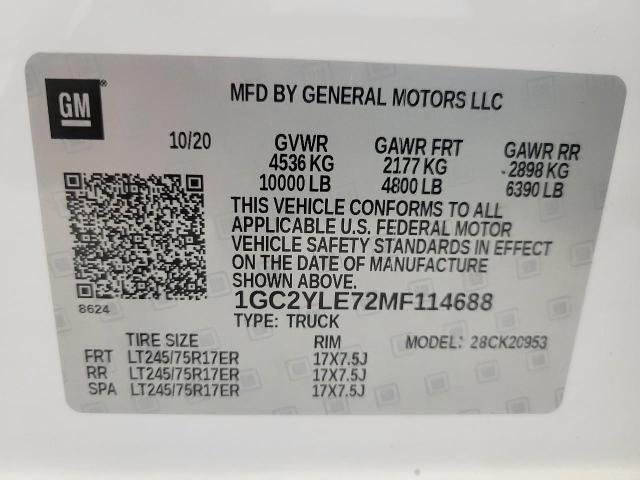 GM
MFD BY GENERAL MOTORS LLC
10/20 GVWR GAWR FRT GAWR RR
4536 KG 2177 KG 2898 KG
10000 LB 4800 LB 6390 LB
THIS VEHICLE CONFORMS TO ALL
APPLICABLE U.S. FEDERAL MOTOR
VEHICLE SAFETY STANDARDS IN EFFECT
ON THE DATE OF MANUFACTURE
SHOWN ABOVE.
8624
1GC2YLE72MF114688
TYPE: TRUCK
TIRE SIZE RIM MODEL: 28CK20953
FRT LT245/75R17ER 17X7.5J
RR LT245/75R17ER 17X7.5J
SPA LT245/75R17ER 17X7.5J